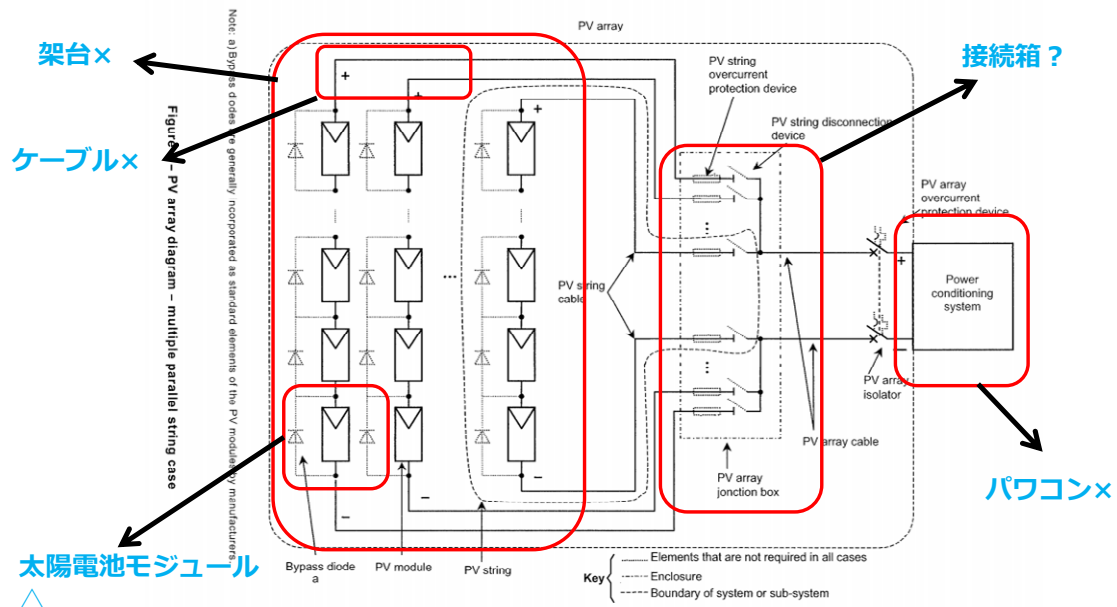 PV array
架台×
ケーブル×
接続箱？
パワコン×
太陽電池モジュール
△
Note: a) Bypass diodes are generally incorporated as standard elements of the PV modules by manufacturers.
– PV array diagram – multiple parallel string case
+
+
+
PV string
overcurrent
protection device
PV string disconnection
device
PV array
overcurrent
protection device
...
...
PV string
cable
+
Power
conditioning
system
–
...
PV array
isolator
PV array cable
PV array
jonction box
–
–
–
Bypass diode
a
PV module
PV string
Key
Elements that are not required in all cases
Enclosure
Boundary of system or sub-system